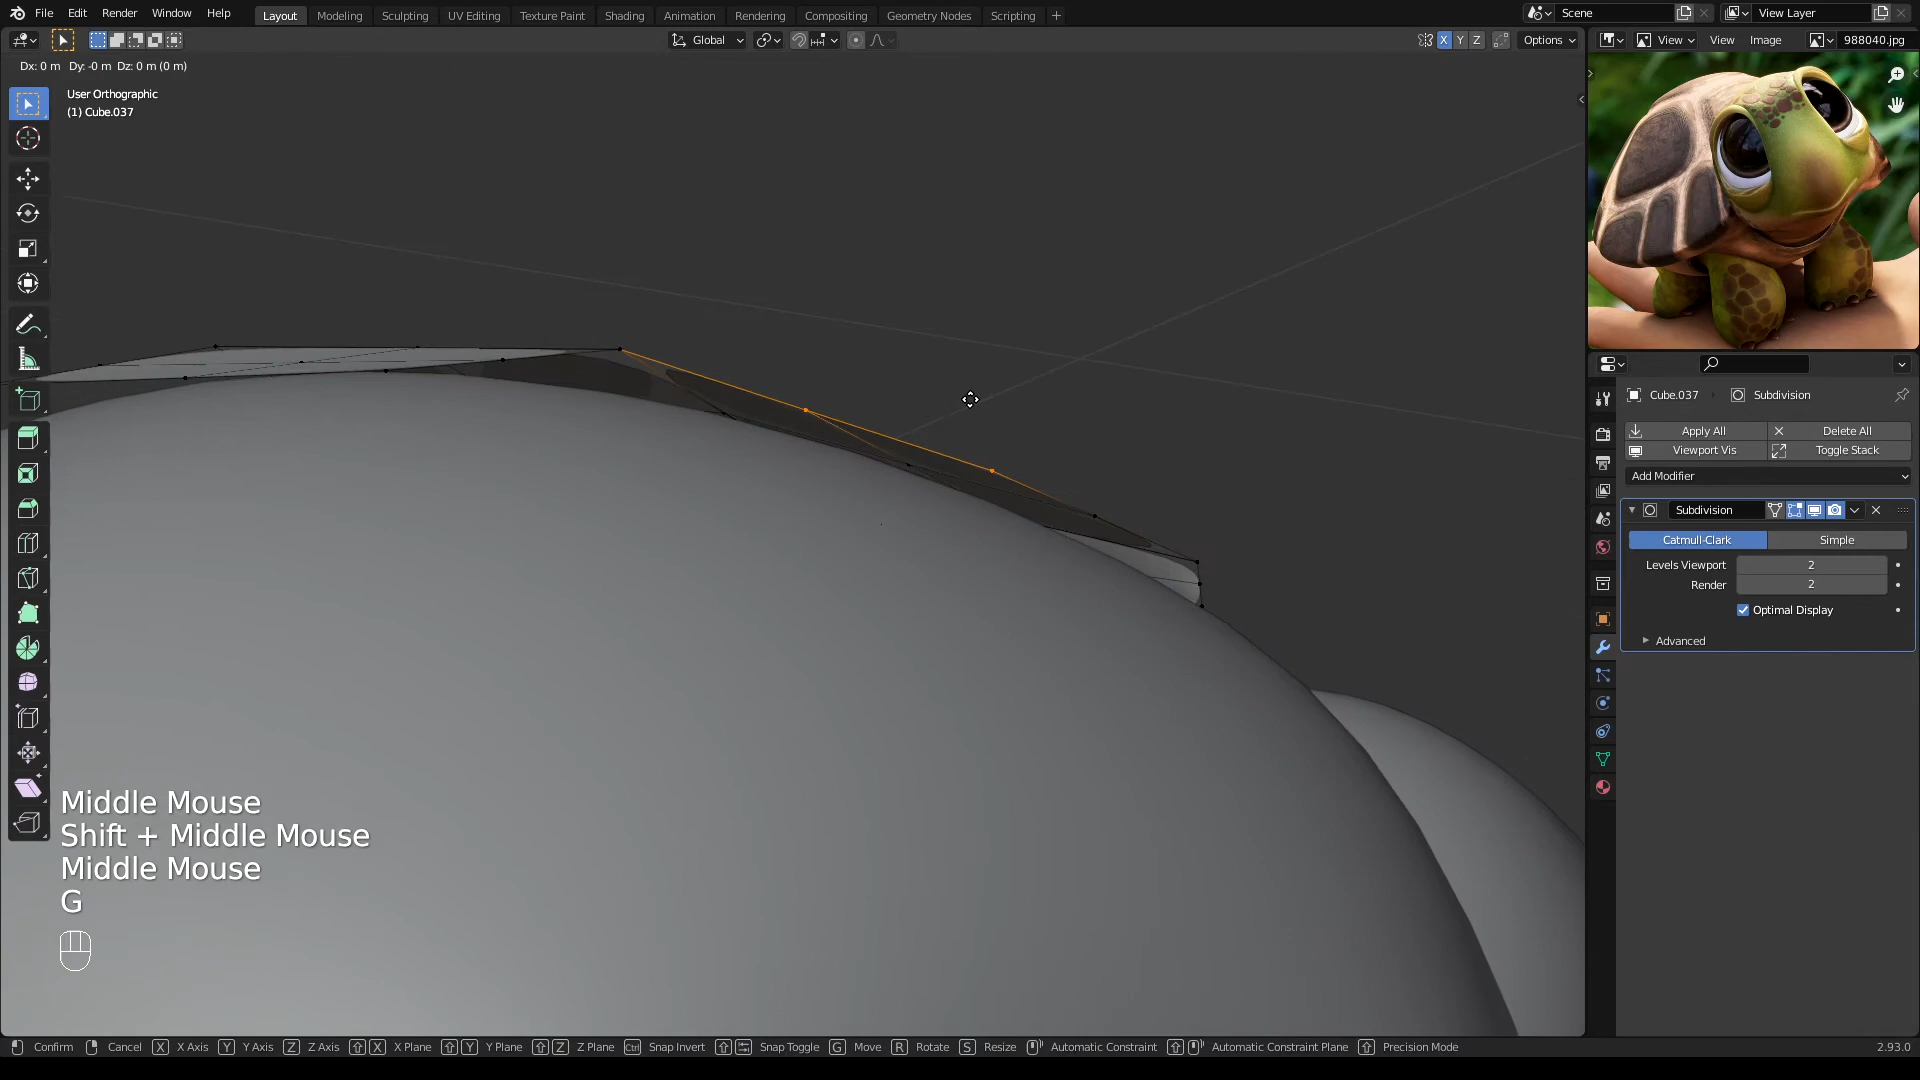 File Edit Render Window Help Layout Modeling Sculpting UV Editing Texture Paint Shading Animation Rendering Compositing Geometry Nodes Scripting + Scene View Layer
Global X Y Z Options View View Image 988040.jpg
Dx: 0 m Dy: -0 m Dz: 0 m (0 m)
User Orthographic
(1) Cube.037
Cube.037 Subdivision
Apply All Delete All
Viewport Vis Toggle Stack
Add Modifier
Subdivision
Catmull-Clark Simple
Levels Viewport 2
Render 2
Optimal Display
Advanced
Middle Mouse
Shift + Middle Mouse
Middle Mouse
G
Confirm Cancel X X Axis Y Y Axis Z Z Axis X X Plane Y Y Plane Z Z Plane Ctrl Snap Invert Snap Toggle G Move R Rotate S Resize Automatic Constraint Automatic Constraint Plane Precision Mode 2.93.0